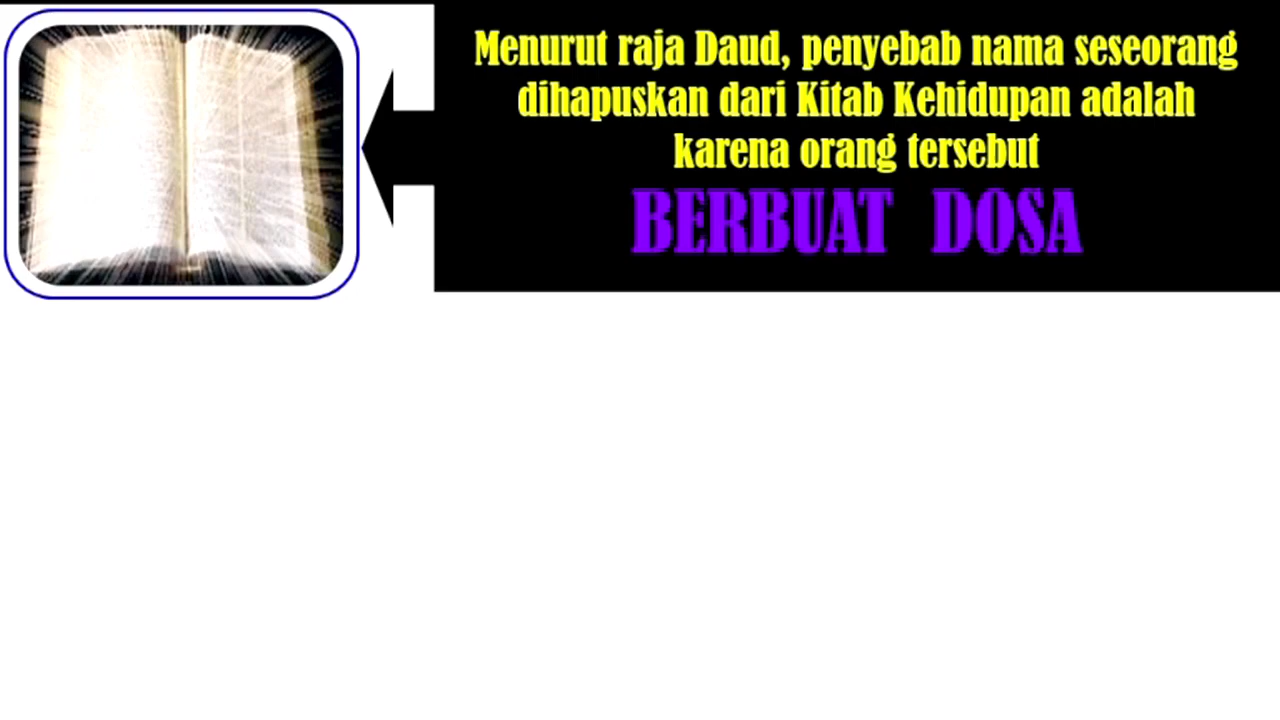 Menurut raja Daud, penyebab nama seseorang
dihapuskan dari Kitab Kehidupan adalah
karena orang tersebut
BERBUAT DOSA